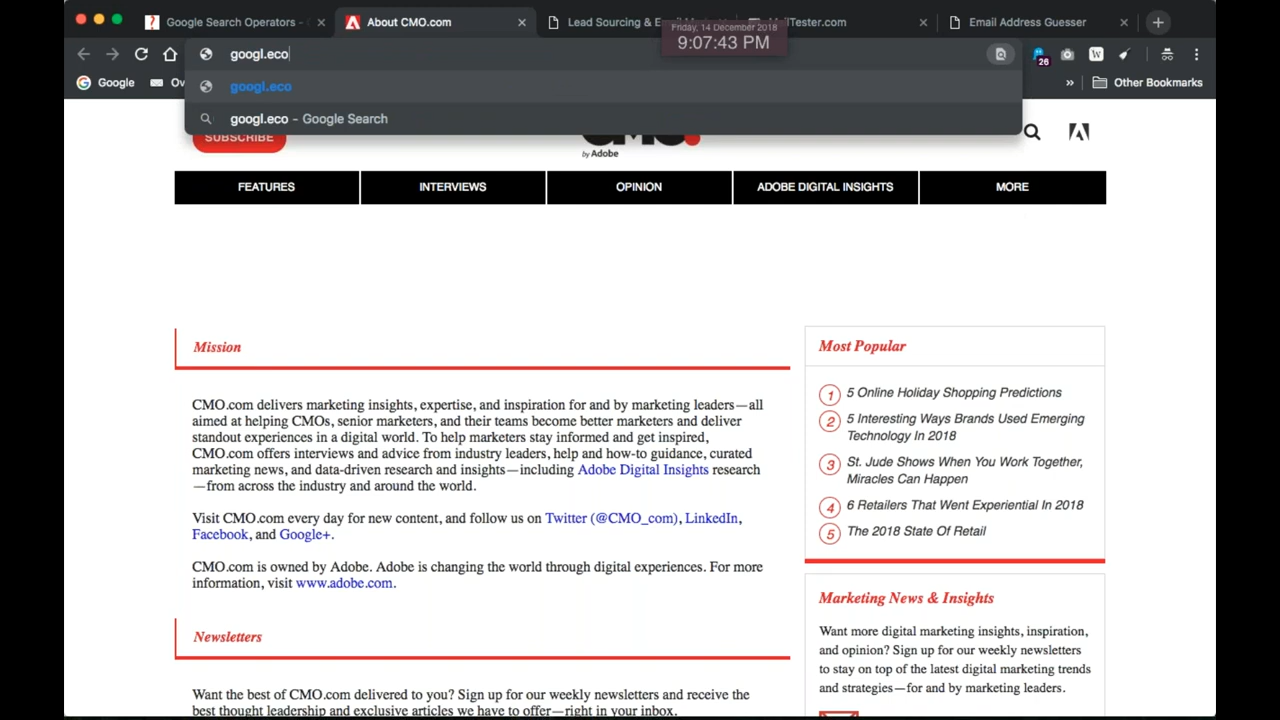 Google Search Operators -
About CMO.com
Lead Sourcing & E
MailTester.com
Email Address Guesser
Friday, 14 December 2018
9:07:43 PM
googl.eco
26
W
Google
Ov
»
Other Bookmarks
googl.eco
googl.eco - Google Search
SUBSCRIBE
CMO.
by Adobe
FEATURES
INTERVIEWS
OPINION
ADOBE DIGITAL INSIGHTS
MORE
Mission
CMO.com delivers marketing insights, expertise, and inspiration for and by marketing leaders—all
aimed at helping CMOs, senior marketers, and their teams become better marketers and deliver
standout experiences in a digital world. To help marketers stay informed and get inspired,
CMO.com offers interviews and advice from industry leaders, help and how-to guidance, curated
marketing news, and data-driven research and insights—including Adobe Digital Insights research
—from across the industry and around the world.
Visit CMO.com every day for new content, and follow us on Twitter (@CMO_com), LinkedIn,
Facebook, and Google+.
CMO.com is owned by Adobe. Adobe is changing the world through digital experiences. For more
information, visit www.adobe.com.
Newsletters
Want the best of CMO.com delivered to you? Sign up for our weekly newsletters and receive the
best thought leadership and exclusive articles we have to offer—right in your inbox.
Most Popular
1 5 Online Holiday Shopping Predictions
2 5 Interesting Ways Brands Used Emerging
Technology In 2018
3 St. Jude Shows When You Work Together,
Miracles Can Happen
4 6 Retailers That Went Experiential In 2018
5 The 2018 State Of Retail
Marketing News & Insights
Want more digital marketing insights, inspiration,
and opinion? Sign up for our weekly newsletters
to stay on top of the latest digital marketing trends
and strategies—for and by marketing leaders.